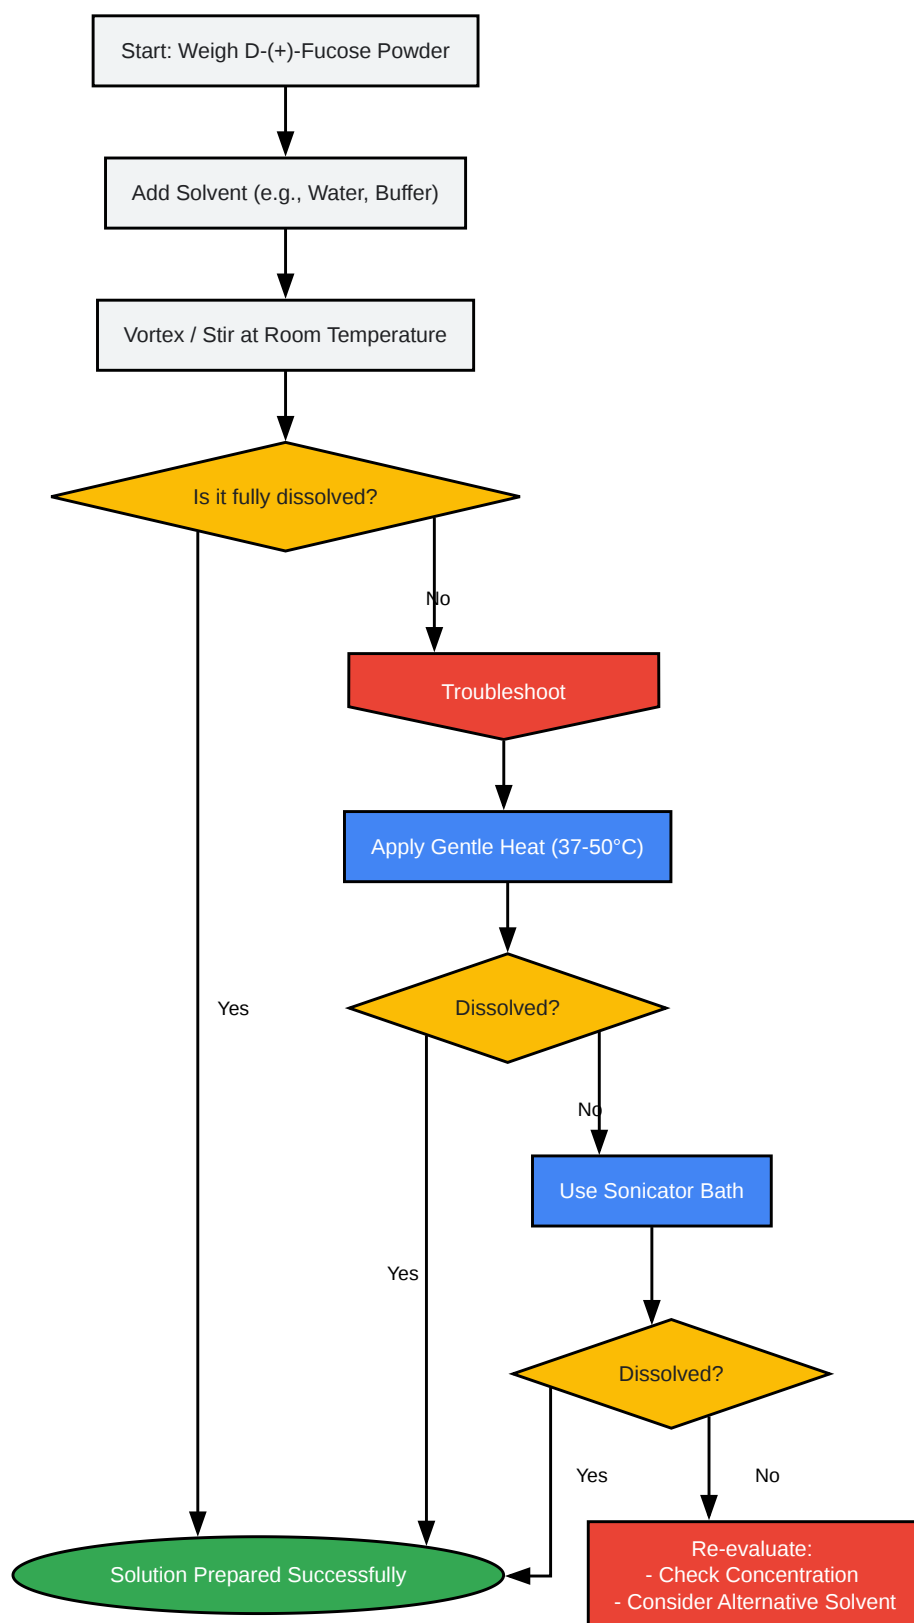 Start: Weigh D-(+)-Fucose Powder
Add Solvent (e.g., Water, Buffer)
Vortex / Stir at Room Temperature
Is it fully dissolved?
No
Troubleshoot
Apply Gentle Heat (37-50°C)
Yes
Dissolved?
No
Use Sonicator Bath
Yes
Dissolved?
Yes
No
Solution Prepared Successfully
Re-evaluate:
- Check Concentration
- Consider Alternative Solvent